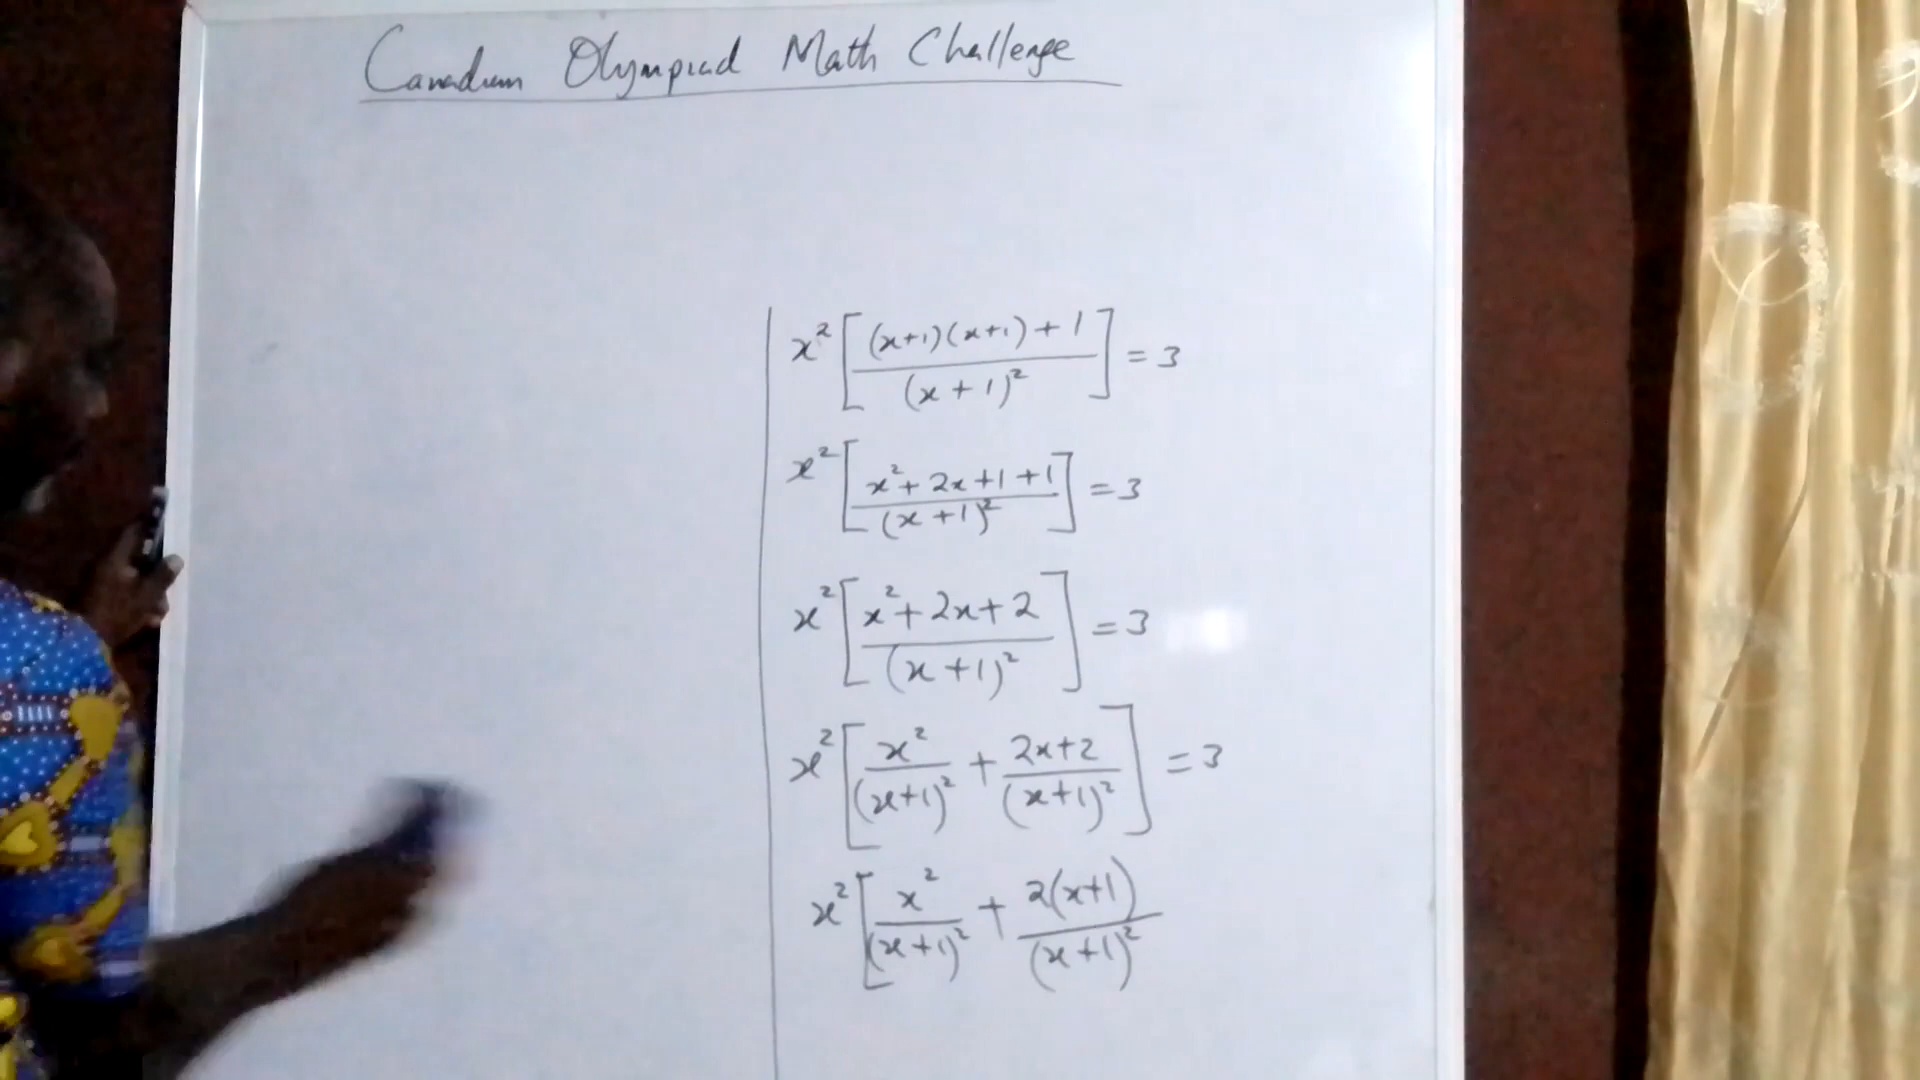 Canadian Olympiad Math Challenge
x²[((x+1)(x+1)+1)/(x+1)²] = 3
x²[(x²+2x+1+1)/(x+1)²] = 3
x²[(x²+2x+2)/(x+1)²] = 3
x²[x²/(x+1)² + (2x+2)/(x+1)²] = 3
x²[x²/(x+1)² + 2(x+1)/(x+1)²